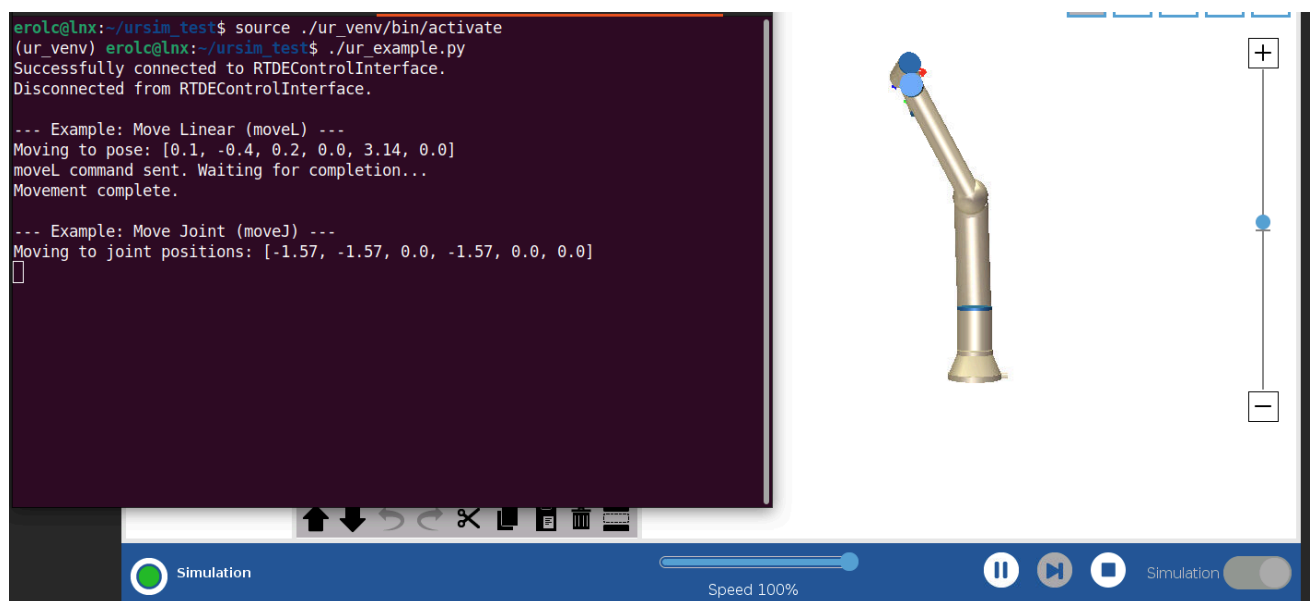 erolc@lnx:~/ursim_test$ source ./ur_venv/bin/activate
(ur_venv) erolc@lnx:~/ursim_test$ ./ur_example.py
Successfully connected to RTDEControlInterface.
Disconnected from RTDEControlInterface.
--- Example: Move Linear (moveL) ---
Moving to pose: [0.1, -0.4, 0.2, 0.0, 3.14, 0.0]
moveL command sent. Waiting for completion...
Movement complete.
--- Example: Move Joint (moveJ) ---
Moving to joint positions: [-1.57, -1.57, 0.0, -1.57, 0.0, 0.0]
Simulation
Speed 100%
Simulation